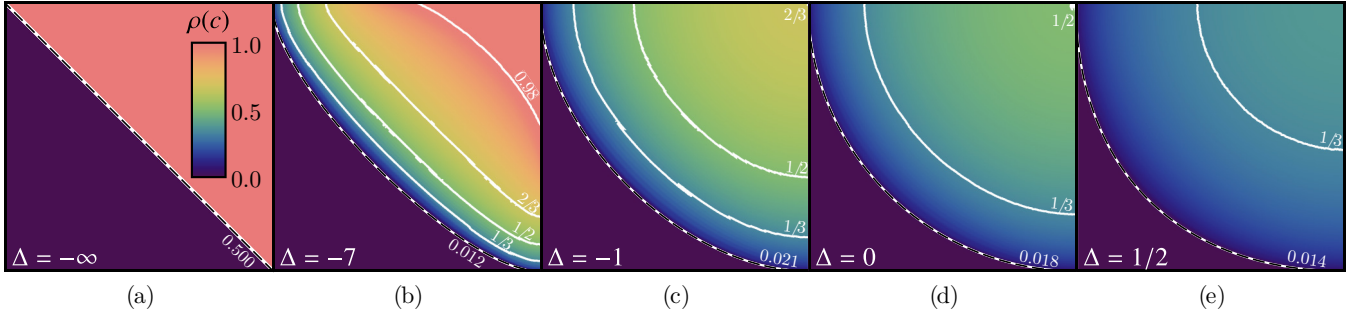 ρ(c)
1.0
0.5
0.0
0.500
Δ = −∞
(a)
0.98
2/3
1/2
1/3
0.012
Δ = −7
(b)
2/3
1/2
1/3
0.021
Δ = −1
(c)
1/2
1/3
0.018
Δ = 0
(d)
1/3
0.014
Δ = 1/2
(e)